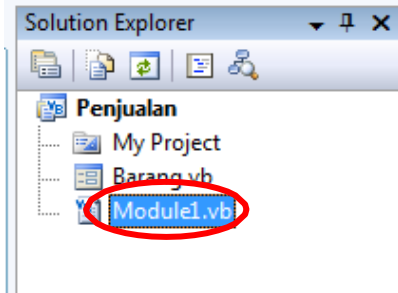 Solution Explorer
Penjualan
My Project
Barang.vb
Module1.vb